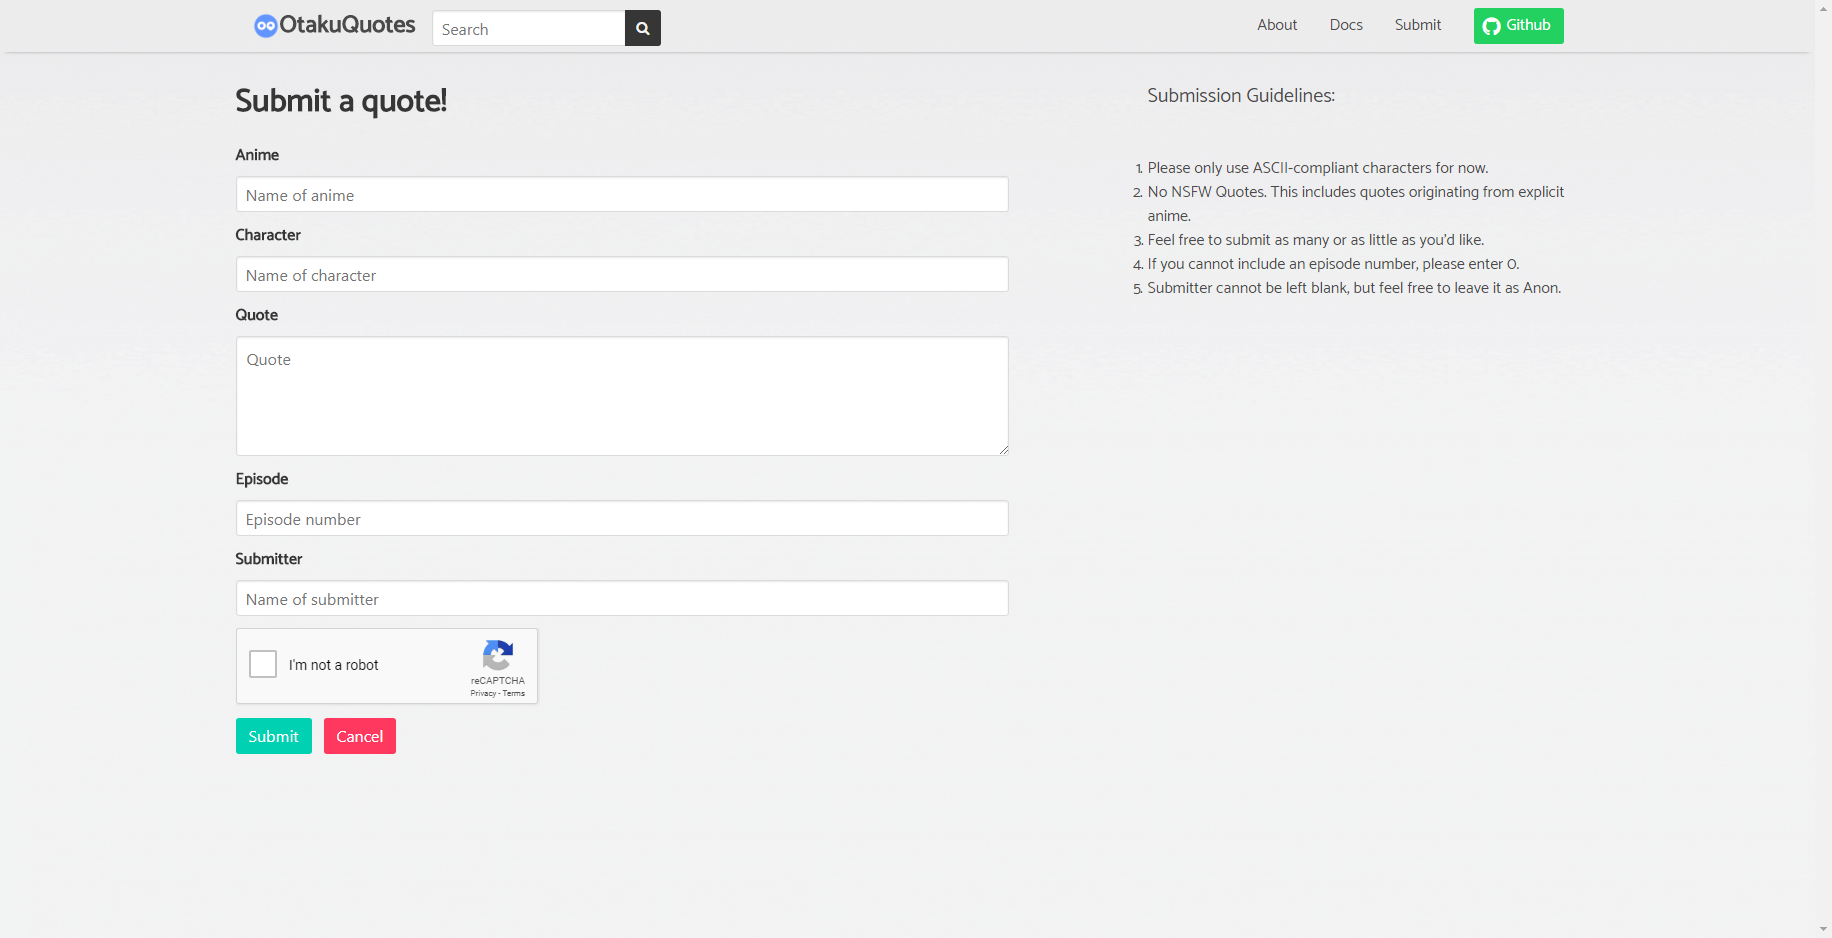 OtakuQuotes
Search
About
Docs
Submit
Github
Submit a quote!
Anime
Name of anime
Character
Name of character
Quote
Quote
Episode
Episode number
Submitter
Name of submitter
I'm not a robot
reCAPTCHA
Privacy - Terms
Submit
Cancel
Submission Guidelines:
1. Please only use ASCII-compliant characters for now.
2. No NSFW Quotes. This includes quotes originating from explicit
anime.
3. Feel free to submit as many or as little as you'd like.
4. If you cannot include an episode number, please enter 0.
5. Submitter cannot be left blank, but feel free to leave it as Anon.